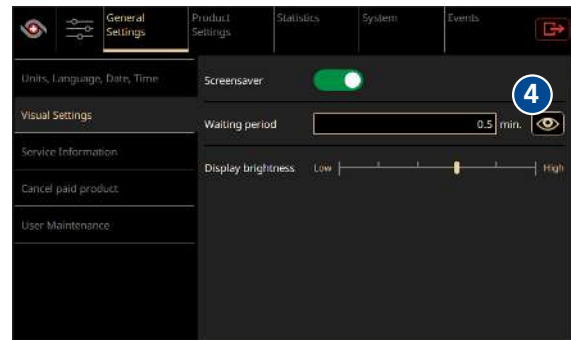 General
Settings
Product
Settings
Statistics
System
Events
Units, Language, Date, Time
Visual Settings
Service Information
Cancel paid product
User Maintenance
Screensaver
4
Waiting period 0.5 min.
Display brightness Low High